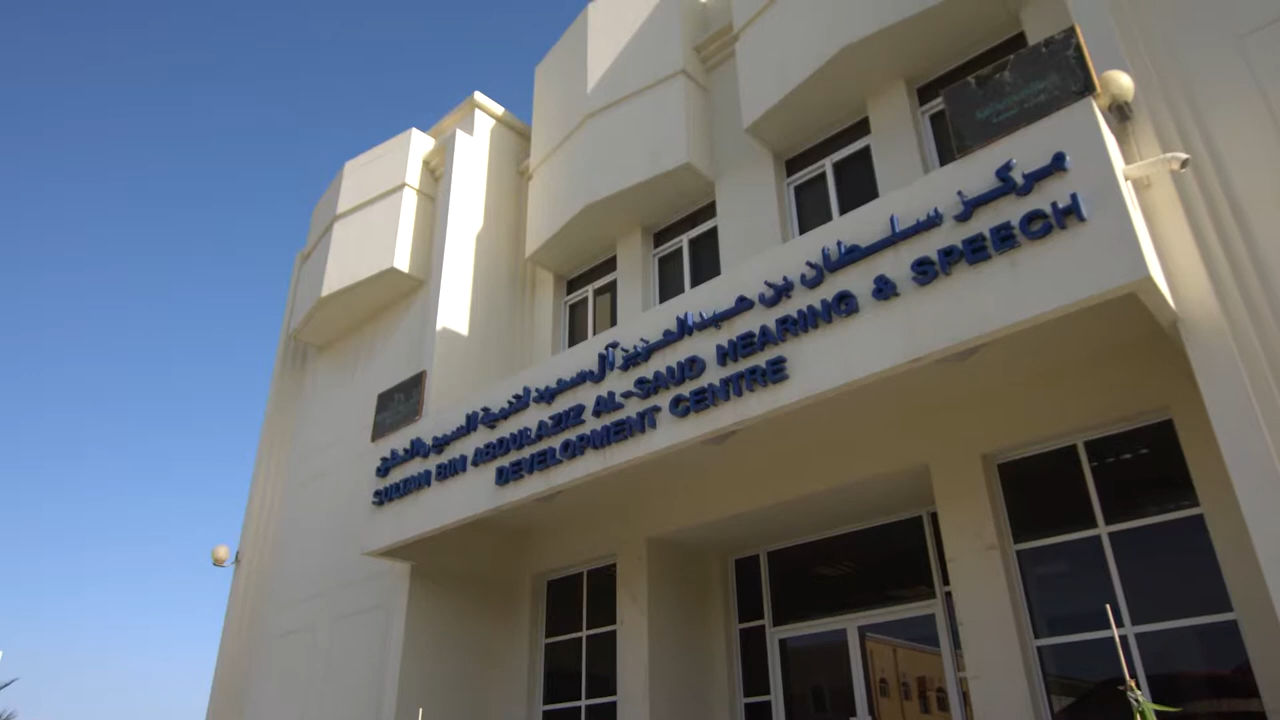 مركز سلطان بن عبدالعزيز آل سعود لتنمية السمع والنطق
SULTAN BIN ABDULAZIZ AL-SAUD HEARING & SPEECH
DEVELOPMENT CENTRE